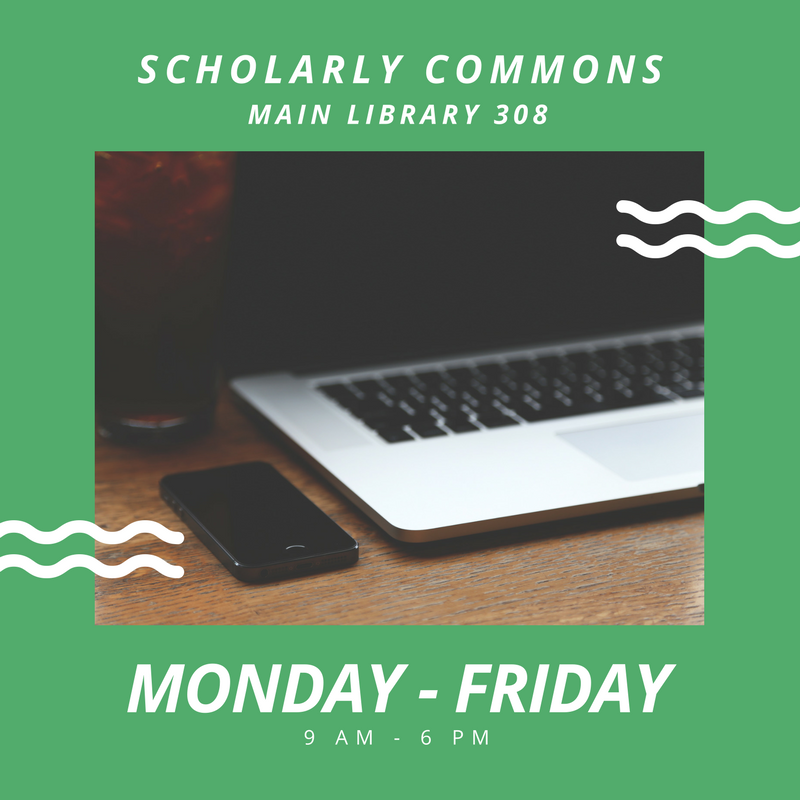 SCHOLARLY COMMONS
MAIN LIBRARY 308
MONDAY - FRIDAY
9 AM - 6 PM